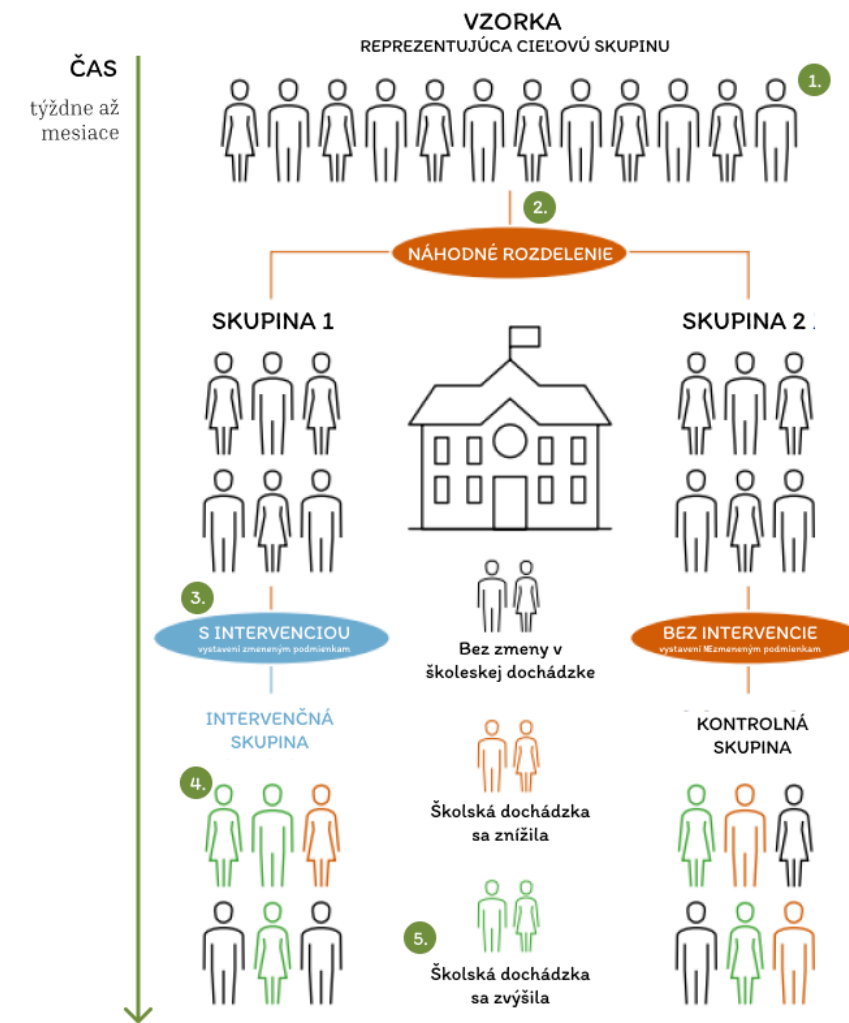 VZORKA
REPREZENTUJÚCA CIEĽOVÚ SKUPINU
ČAS
týždne až
mesiace
1.
2.
NÁHODNÉ ROZDELENIE
SKUPINA 1
SKUPINA 2
3.
S INTERVENCIOU
vystavení zmeneným podmienkam
BEZ INTERVENCIE
vystavení NEzmeneným podmienkam
Bez zmeny v
školeskej dochádzke
INTERVENČNÁ
SKUPINA
KONTROLNÁ
SKUPINA
4.
Školská dochádzka
sa znížila
5.
Školská dochádzka
sa zvýšila